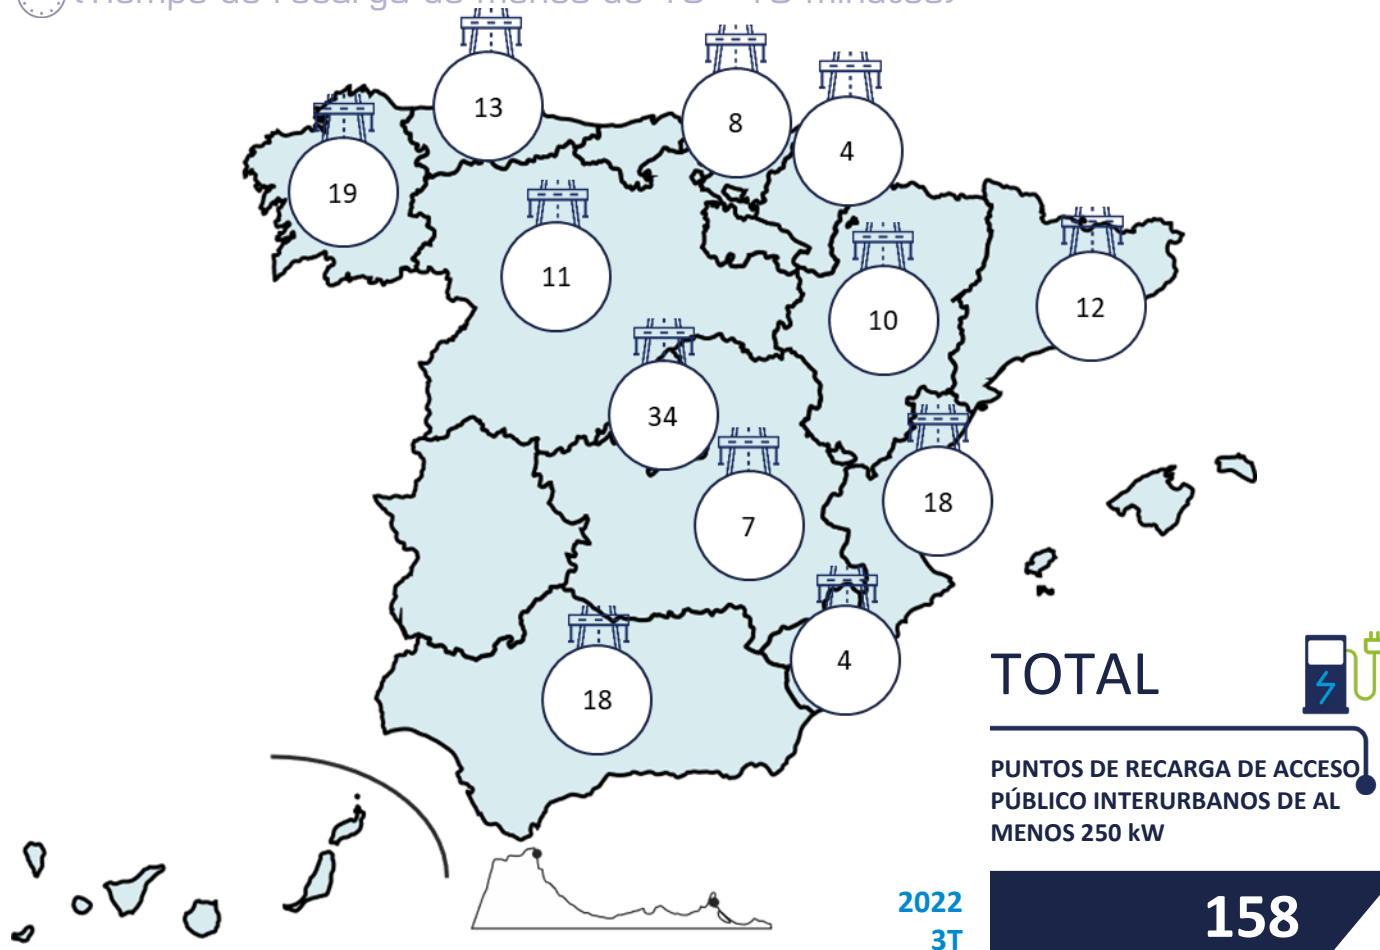 13
8
4
19
11
10
12
34
18
7
4
18
TOTAL
PUNTOS DE RECARGA DE ACCESO
PÚBLICO INTERURBANOS DE AL
MENOS 250 kW
2022
3T
158